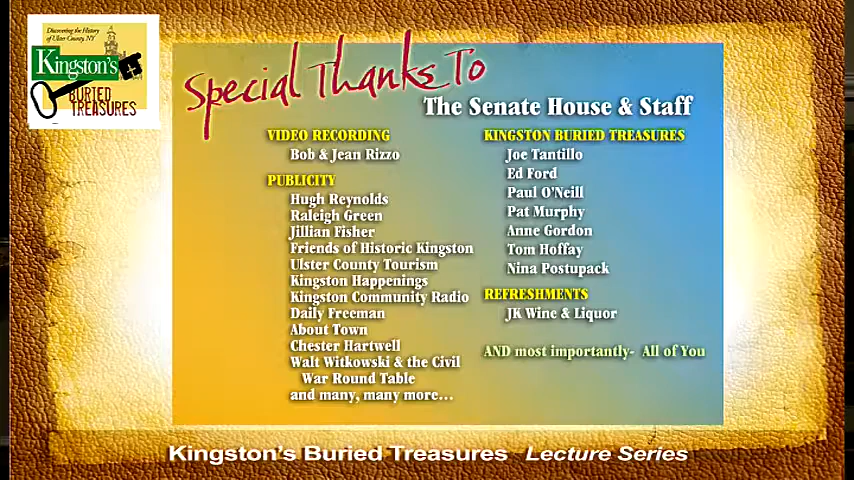 Discovering the History
of Ulster County, NY
Kingston's
BURIED
TREASURES
Special Thanks To
The Senate House & Staff
VIDEO RECORDING
Bob & Jean Rizzo
PUBLICITY
Hugh Reynolds
Raleigh Green
Jillian Fisher
Friends of Historic Kingston
Ulster County Tourism
Kingston Happenings
Kingston Community Radio
Daily Freeman
About Town
Chester Hartwell
Walt Witkowski & the Civil
War Round Table
and many, many more...
KINGSTON BURIED TREASURES
Joe Tantillo
Ed Ford
Paul O'Neill
Pat Murphy
Anne Gordon
Tom Hoffay
Nina Postupack
REFRESHMENTS
JK Wine & Liquor
AND most importantly- All of You
Kingston's Buried Treasures Lecture Series